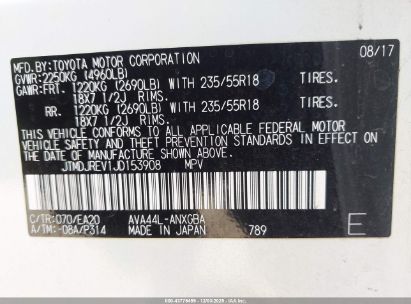 MFD.BY:TOYOTA MOTOR CORPORATION 08/17
GVWR:2250KG (4960LB)
GAWR:FRT. 1220KG (2690LB) WITH 235/55R18 TIRES.
18X7 1/2J RIMS.
RR. 1220KG (2690LB) WITH 235/55R18 TIRES.
18X7 1/2J RIMS.
THIS VEHICLE CONFORMS TO ALL APPLICABLE FEDERAL MOTOR
VEHICLE SAFETY AND THEFT PREVENTION STANDARDS IN EFFECT
ON THE DATE OF MANUFACTURE SHOWN ABOVE.
JTMDJREV1JD153908 MPV
C/TR:070/EA20 AVA44L-ANXGBA
A/TM:-08A/P314 MADE IN JAPAN 789 E